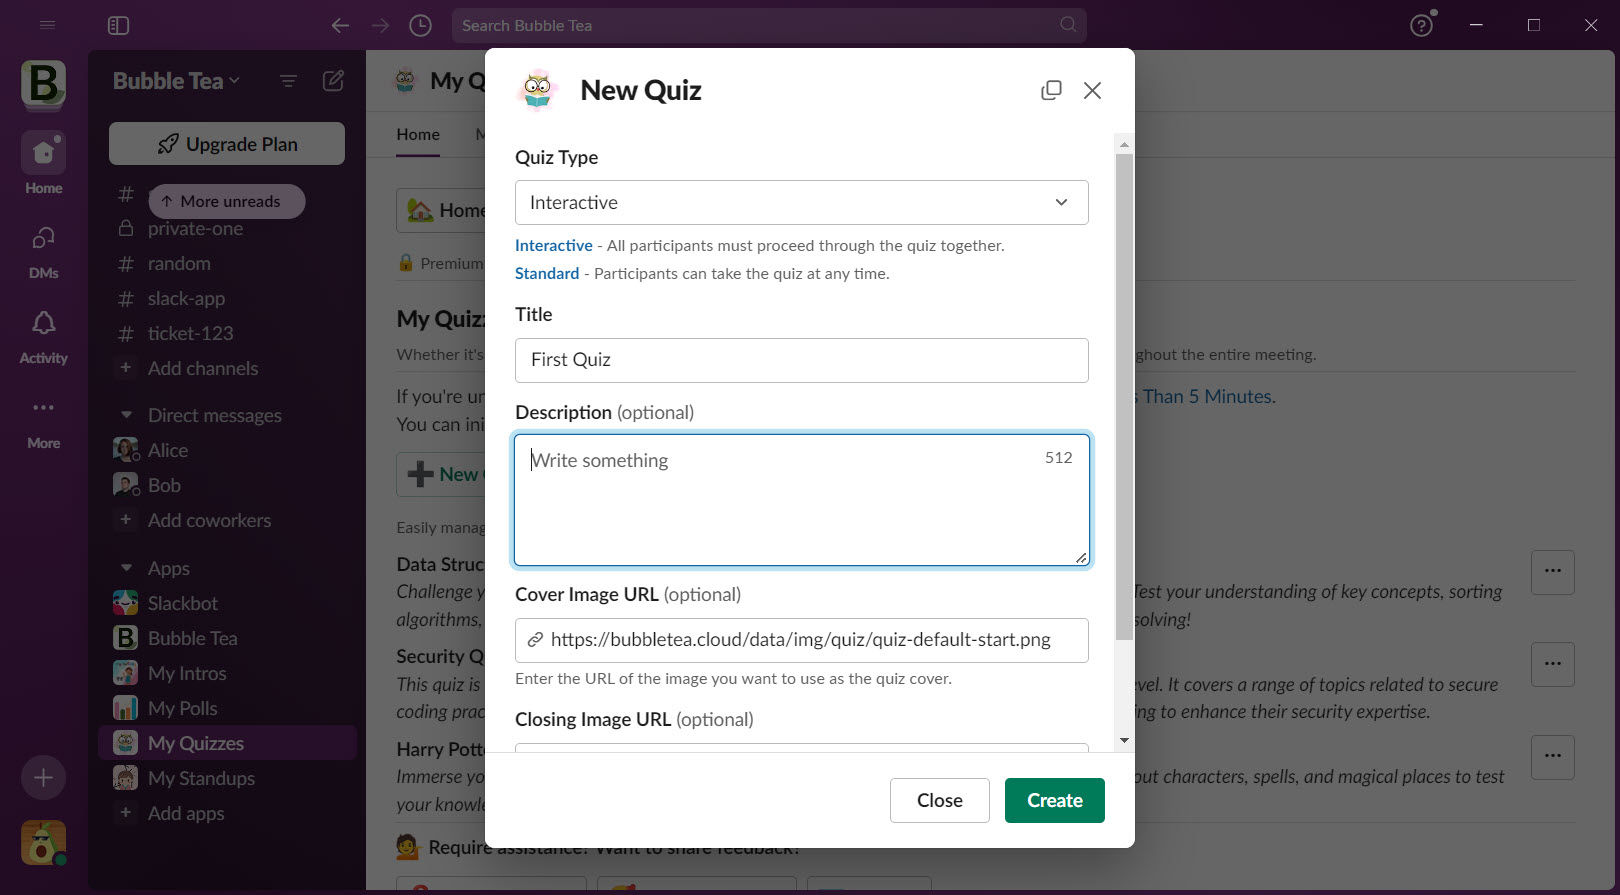 Search Bubble Tea
B
Home
DMs
Activity
More
Bubble Tea
Upgrade Plan
More unreads
private-one
random
slack-app
ticket-123
Add channels
Direct messages
Alice
Bob
Add coworkers
Apps
Slackbot
Bubble Tea
My Intros
My Polls
My Quizzes
My Standups
Add apps
My Q
Home
M
Home
Premium
My Quizz
Whether it's
ghout the entire meeting.
If you're un
s Than 5 Minutes.
You can ini
New
Easily manag
Data Struc
Challenge y
Test your understanding of key concepts, sorting
algorithms,
solving!
Security Q
This quiz is
evel. It covers a range of topics related to secure
coding prac
ng to enhance their security expertise.
Harry Potte
Immerse yo
out characters, spells, and magical places to test
your knowle
Require assistance? Want to share feedback?
New Quiz
Quiz Type
Interactive
Interactive - All participants must proceed through the quiz together.
Standard - Participants can take the quiz at any time.
Title
First Quiz
Description (optional)
Write something
512
Cover Image URL (optional)
https://bubbletea.cloud/data/img/quiz/quiz-default-start.png
Enter the URL of the image you want to use as the quiz cover.
Closing Image URL (optional)
Close
Create